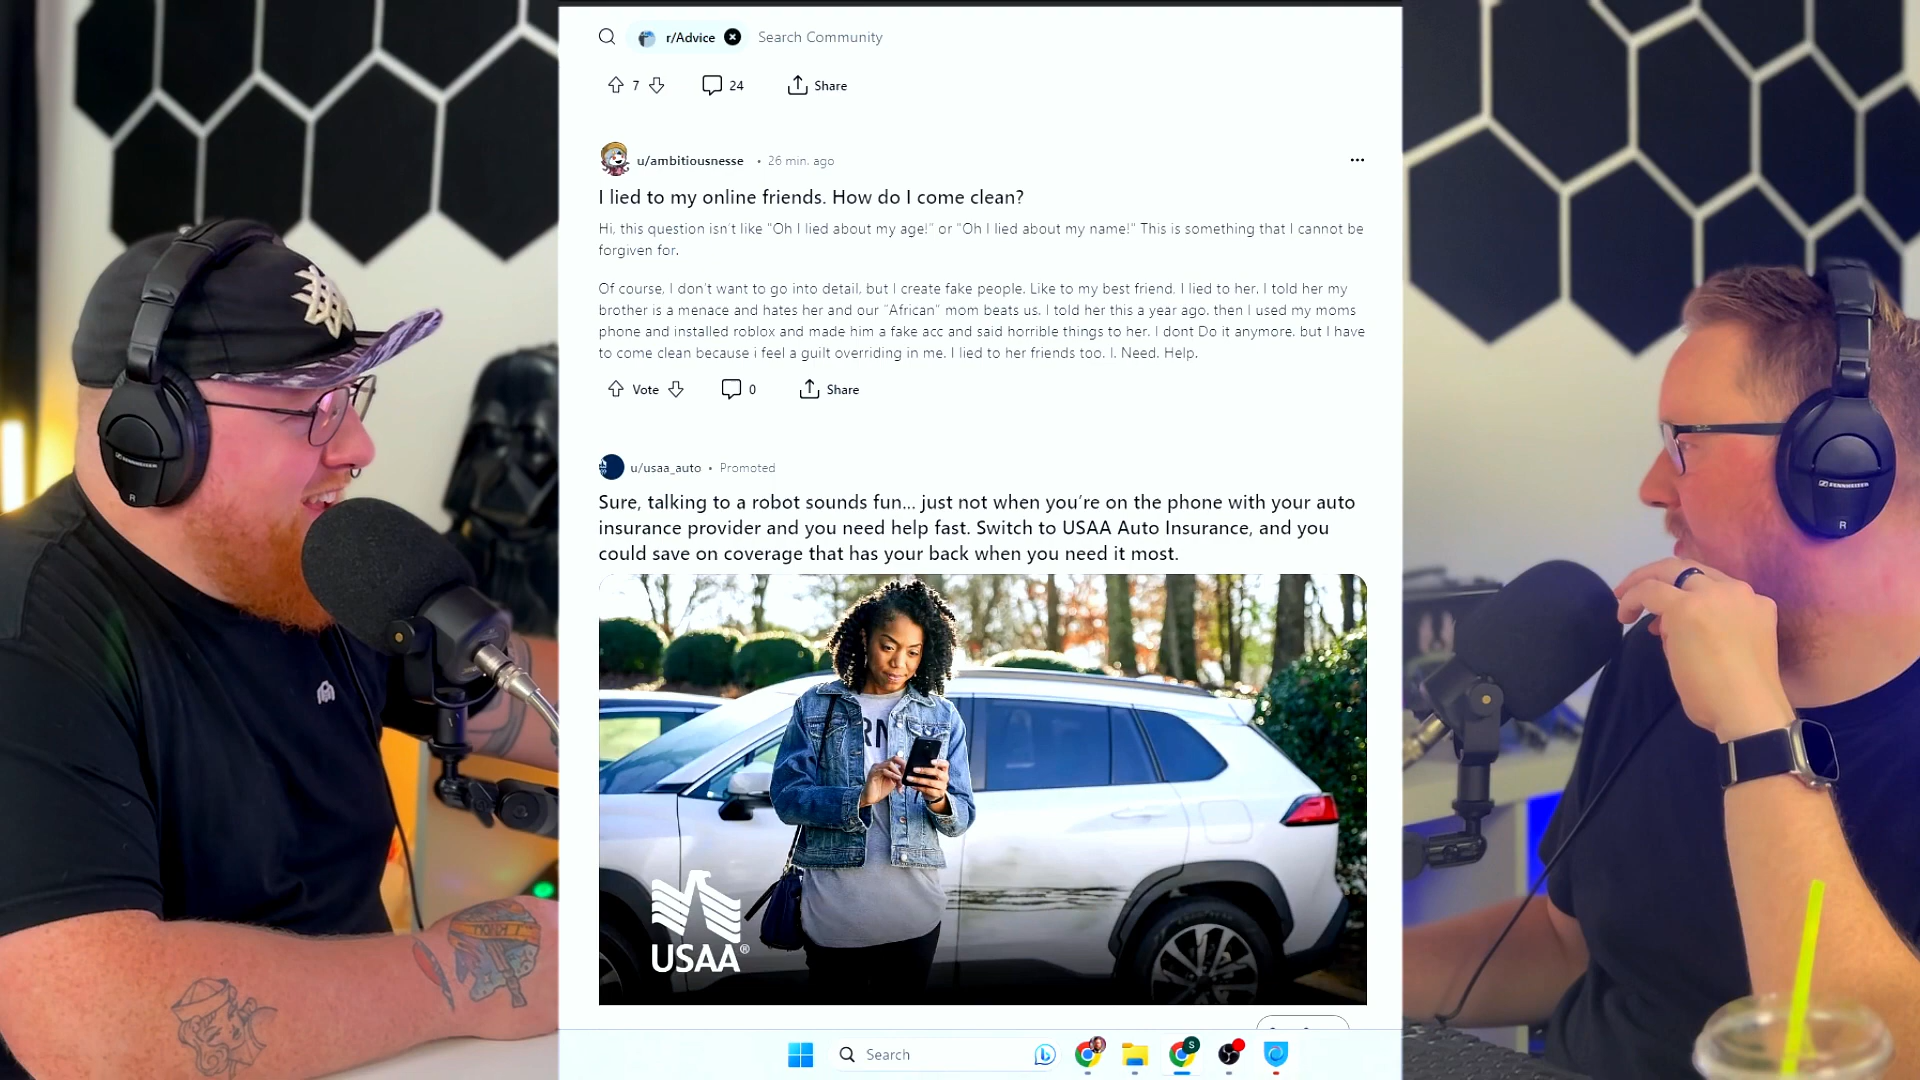 r/Advice
Search Community
7
24
Share
u/ambitiousnesse • 26 min. ago
I lied to my online friends. How do I come clean?
Hi, this question isn't like "Oh I lied about my age!" or "Oh I lied about my name!" This is something that I cannot be
forgiven for.
Of course, I don't want to go into detail, but I create fake people. Like to my best friend. I lied to her, I told her my
brother is a menace and hates her and our "African" mom beats us. I told her this a year ago. then I used my moms
phone and installed roblox and made him a fake acc and said horrible things to her. I dont Do it anymore. but I have
to come clean because i feel a guilt overriding in me. I lied to her friends too. I. Need. Help.
Vote
0
Share
u/usaa_auto • Promoted
Sure, talking to a robot sounds fun... just not when you're on the phone with your auto
insurance provider and you need help fast. Switch to USAA Auto Insurance, and you
could save on coverage that has your back when you need it most.
USAA®
Search
S
SENNHEISER
R
SENNHEISER
R